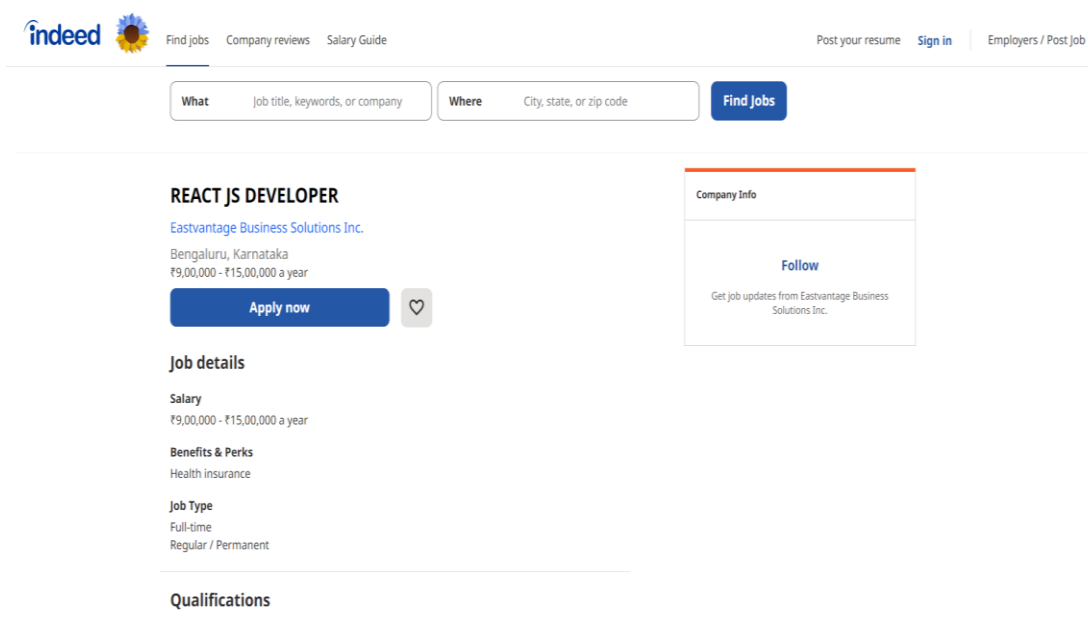 indeed
Find jobs Company reviews Salary Guide
Post your resume Sign in Employers / Post Job
What Job title, keywords, or company Where City, state, or zip code Find Jobs
REACT JS DEVELOPER
Eastvantage Business Solutions Inc.
Bengaluru, Karnataka
₹9,00,000 - ₹15,00,000 a year
Apply now
Job details
Salary
₹9,00,000 - ₹15,00,000 a year
Benefits & Perks
Health insurance
Job Type
Full-time
Regular / Permanent
Qualifications
Company Info
Follow
Get job updates from Eastvantage Business
Solutions Inc.